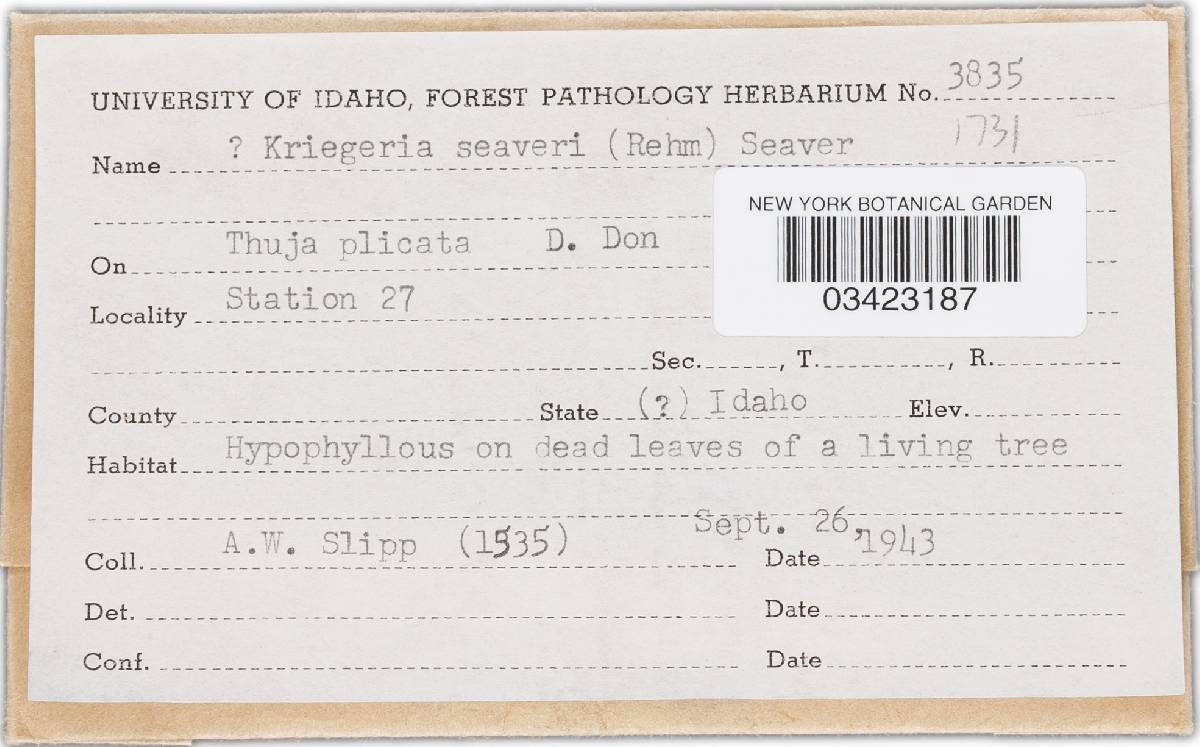 UNIVERSITY OF IDAHO, FOREST PATHOLOGY HERBARIUM No. 3835
1731
Name ? Kriegeria seaveri (Rehm) Seaver
NEW YORK BOTANICAL GARDEN
03423187
On Thuja plicata D. Don
Locality Station 27
Sec. , T. , R.
County State (?) Idaho Elev.
Habitat Hypophyllous on dead leaves of a living tree
Coll. A.W. Slipp (1535) Date Sept. 26, 1943
Det. Date
Conf. Date